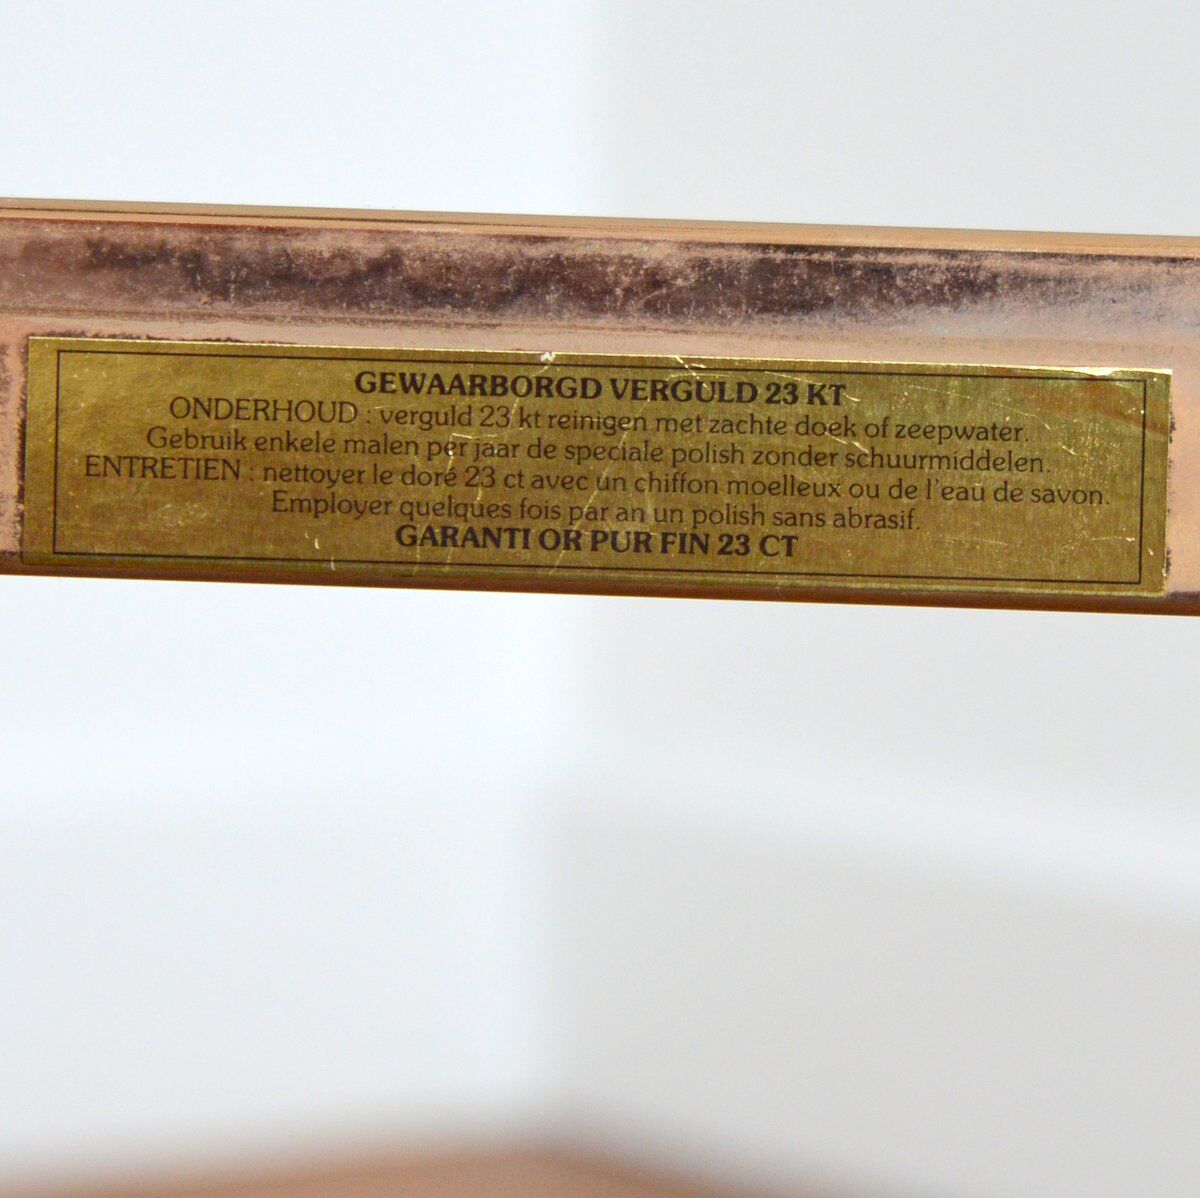 GEWAARBORGD VERGULD 23 KT
ONDERHOUD : verguld 23 kt reinigen met zachte doek of zeepwater.
Gebruik enkele malen per jaar de speciale polish zonder schuurmiddelen.
ENTRETIEN : nettoyer le doré 23 ct avec un chiffon moelleux ou de l'eau de savon.
Employer quelques fois par an un polish sans abrasif.
GARANTI OR PUR FIN 23 CT